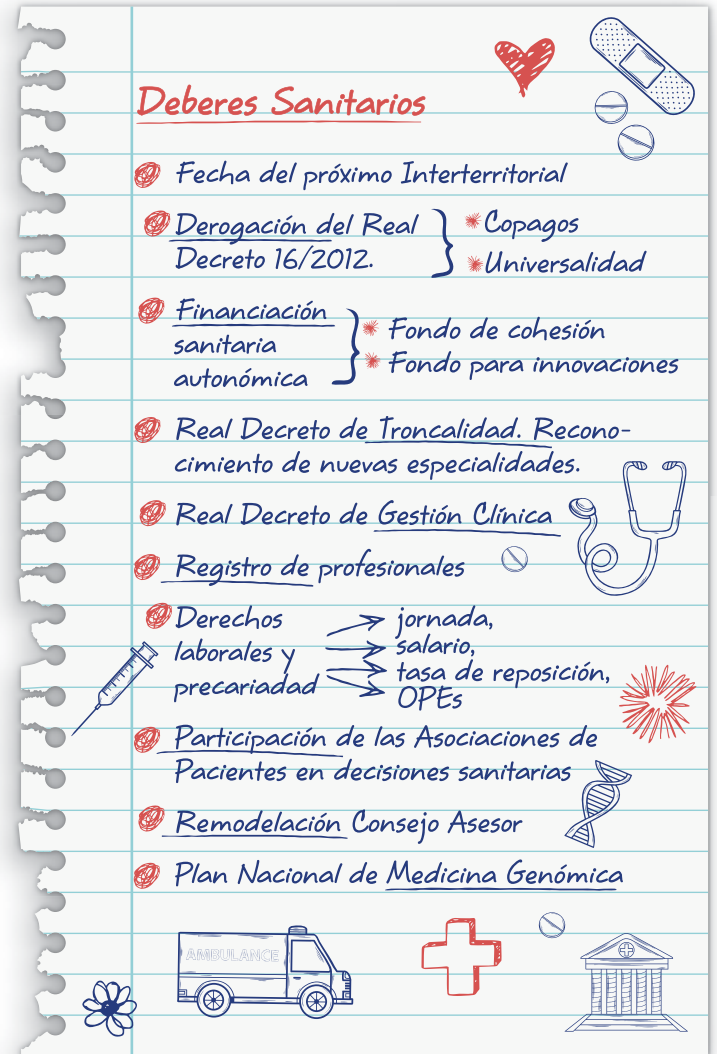 Deberes Sanitarios
Fecha del próximo Interterritorial
Derogación del Real
Decreto 16/2012.
Copagos
Universalidad
Financiación
sanitaria
autonómica
Fondo de cohesión
Fondo para innovaciones
Real Decreto de Troncalidad. Recono-
cimiento de nuevas especialidades.
Real Decreto de Gestión Clínica
Registro de profesionales
Derechos
laborales y
precariadad
jornada,
salario,
tasa de reposición,
OPEs
Participación de las Asociaciones de
Pacientes en decisiones sanitarias
Remodelación Consejo Asesor
Plan Nacional de Medicina Genómica
AMBULANCE